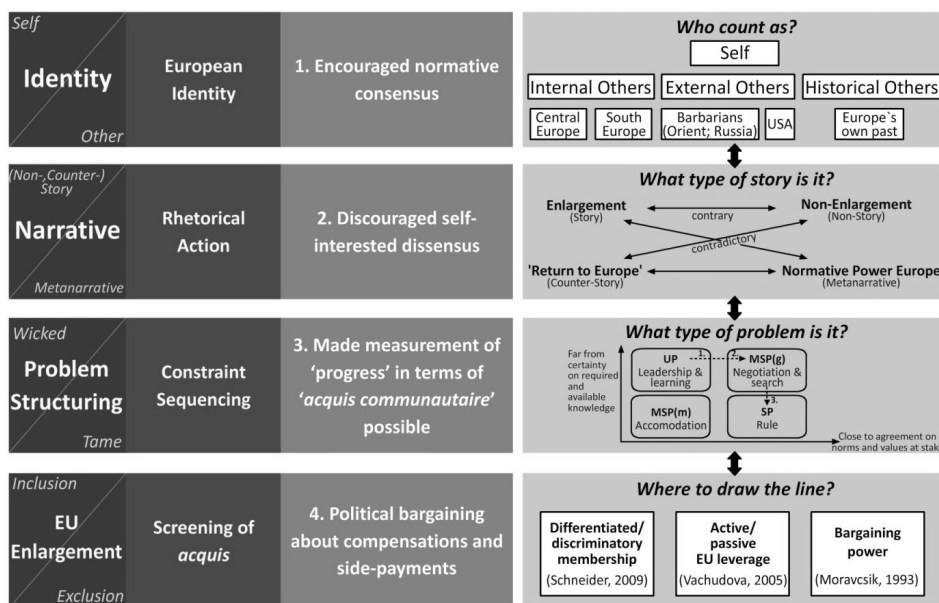 Self
Identity
Other
European
Identity
1. Encouraged normative
consensus
Who count as?
Self
Internal Others
External Others
Historical Others
Central
Europe
South
Europe
Barbarians
(Orient; Russia)
USA
Europe`s
own past
(Non-,Counter-)
Story
Narrative
Metanarrative
Rhetorical
Action
2. Discouraged self-
interested dissensus
What type of story is it?
Enlargement
(Story)
contrary
Non-Enlargement
(Non-Story)
contradictory
'Return to Europe'
(Counter-Story)
Normative Power Europe
(Metanarrative)
Wicked
Problem
Structuring
Tame
Constraint
Sequencing
3. Made measurement of
‘progress’ in terms of
‘acquis communautaire’
possible
What type of problem is it?
Far from
certainty
on required
and
available
knowledge
UP
Leadership &
learning
1.
2.
MSP(g)
Negotiation &
search
3.
MSP(m)
Accomodation
SP
Rule
Close to agreement on
norms and values at stake
Inclusion
EU
Enlargement
Exclusion
Screening of
acquis
4. Political bargaining
about compensations and
side-payments
Where to draw the line?
Differentiated/
discriminatory
membership
(Schneider, 2009)
Active/
passive
EU leverage
(Vachudova, 2005)
Bargaining
power
(Moravcsik, 1993)